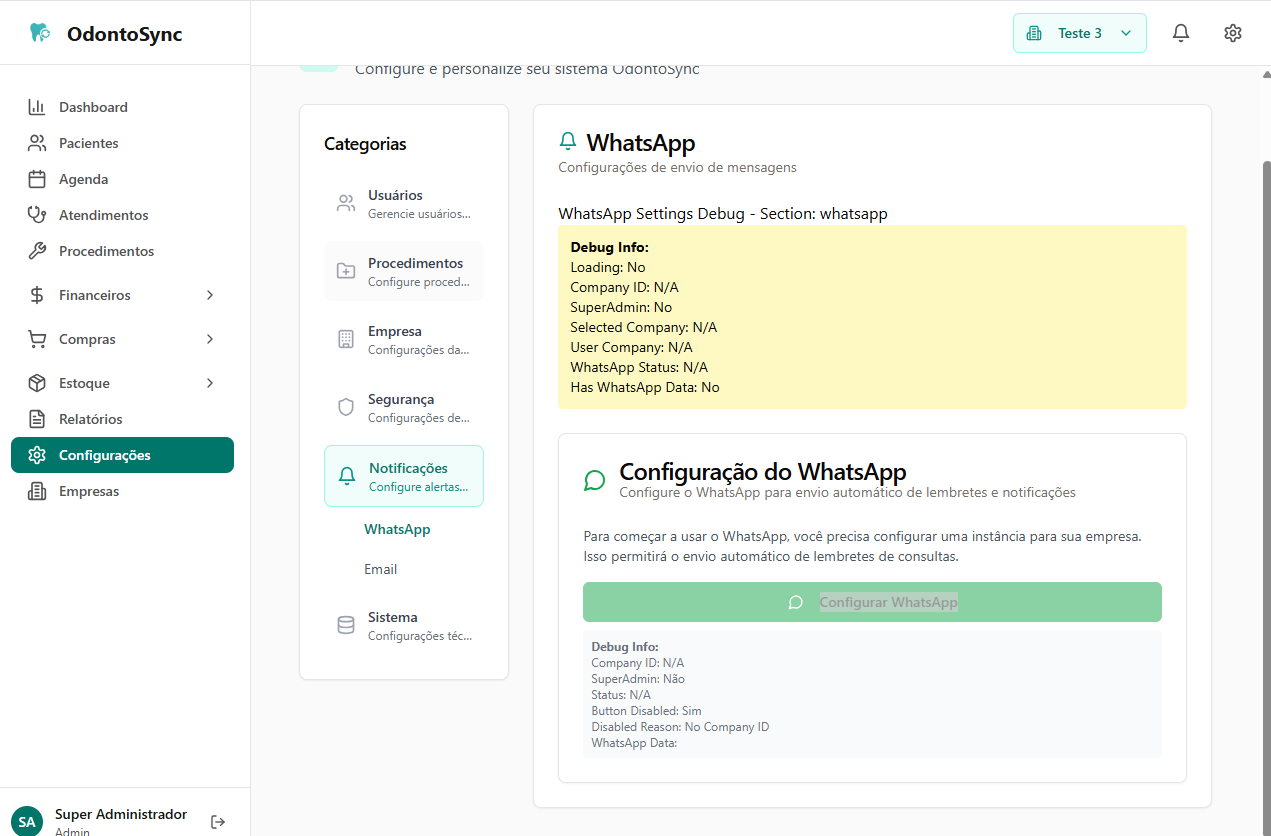 OdontoSync
Teste 3
Dashboard
Pacientes
Agenda
Atendimentos
Procedimentos
Financeiros
Compras
Estoque
Relatórios
Configurações
Empresas
SA
Super Administrador
Admin
Configure e personalize seu sistema OdontoSync
Categorias
Usuários
Gerencie usuários...
Procedimentos
Configure proced...
Empresa
Configurações da...
Segurança
Configurações de...
Notificações
Configure alertas...
WhatsApp
Email
Sistema
Configurações téc...
WhatsApp
Configurações de envio de mensagens
WhatsApp Settings Debug - Section: whatsapp
Debug Info:
Loading: No
Company ID: N/A
SuperAdmin: No
Selected Company: N/A
User Company: N/A
WhatsApp Status: N/A
Has WhatsApp Data: No
Configuração do WhatsApp
Configure o WhatsApp para envio automático de lembretes e notificações
Para começar a usar o WhatsApp, você precisa configurar uma instância para sua empresa.
Isso permitirá o envio automático de lembretes de consultas.
Configurar WhatsApp
Debug Info:
Company ID: N/A
SuperAdmin: Não
Status: N/A
Button Disabled: Sim
Disabled Reason: No Company ID
WhatsApp Data: